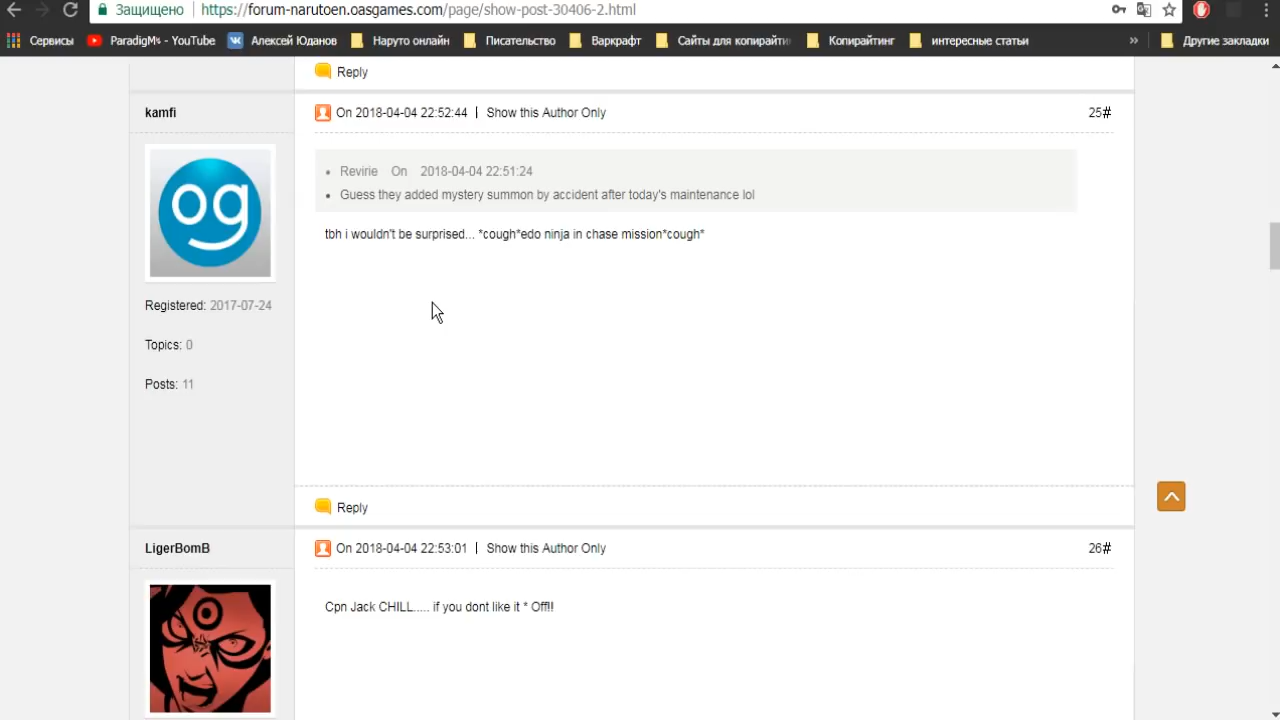 Защищено https://forum-narutoen.oasgames.com/page/show-post-30406-2.html
Сервисы ParadigMъ - YouTube Алексей Юданов Наруто онлайн Писательство Варкрафт Сайты для копирайти Копирайтинг интересные статьи » Другие закладки
Reply
kamfi
On 2018-04-04 22:52:44 | Show this Author Only 25#
Revirie On 2018-04-04 22:51:24
Guess they added mystery summon by accident after today's maintenance lol
tbh i wouldn't be surprised... *cough*edo ninja in chase mission*cough*
og
Registered: 2017-07-24
Topics: 0
Posts: 11
Reply
LigerBomB
On 2018-04-04 22:53:01 | Show this Author Only 26#
Cpn Jack CHILL..... if you dont like it * Off!!